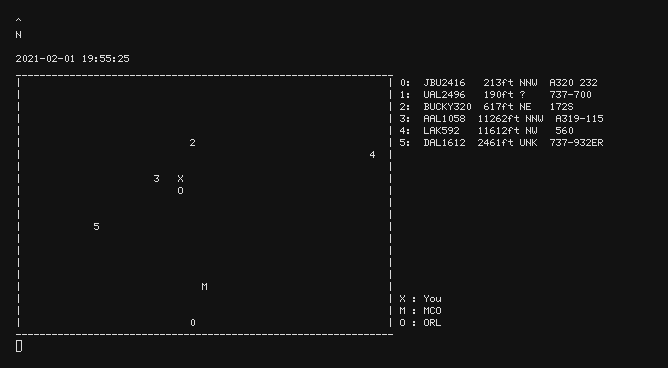 ^
N
2021-02-01 19:55:25
0: JBU2416 213ft NNW A320 232
1: UAL2496 190ft ? 737-700
2: BUCKY320 617ft NE 172S
3: AAL1058 11262ft NNW A319-115
4: LAK592 11612ft NW 560
5: DAL1612 2461ft UNK 737-932ER
2
4
3 X
O
5
M
X : You
M : MCO
0
O : ORL